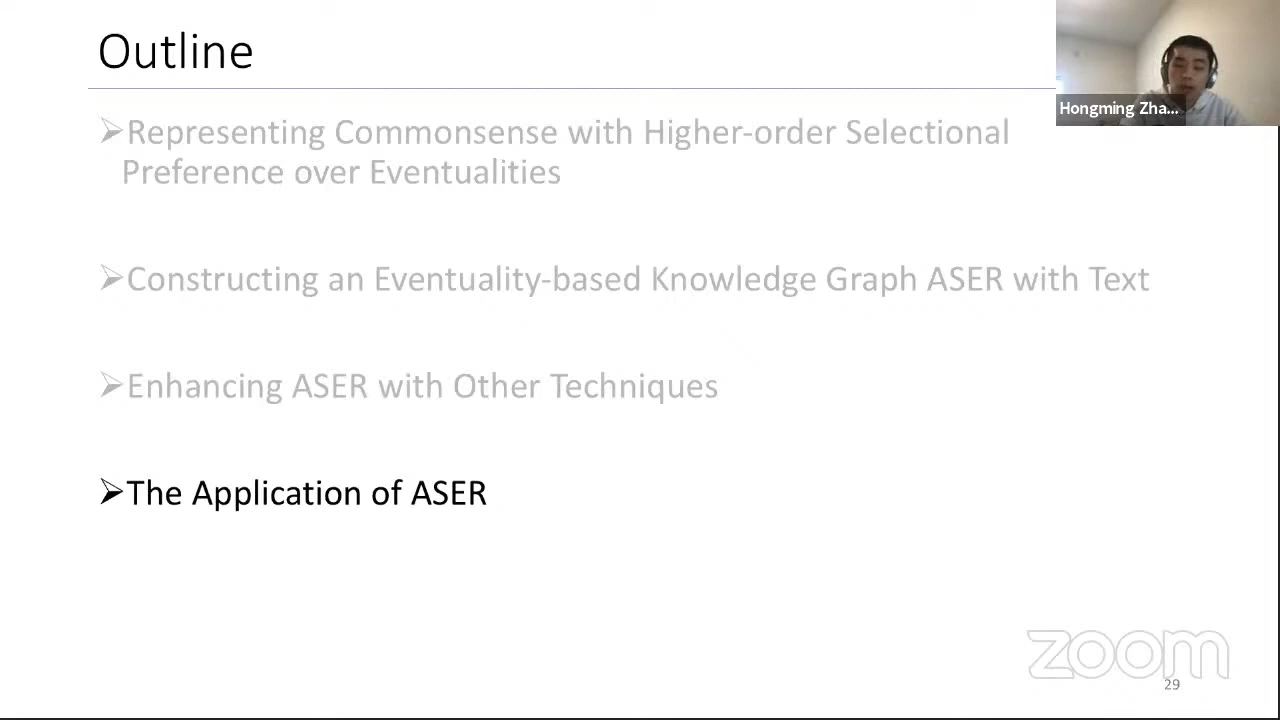 Outline
Hongming Zha...
➢Representing Commonsense with Higher-order Selectional
Preference over Eventualities
➢Constructing an Eventuality-based Knowledge Graph ASER with Text
➢Enhancing ASER with Other Techniques
➢The Application of ASER
zoom
29